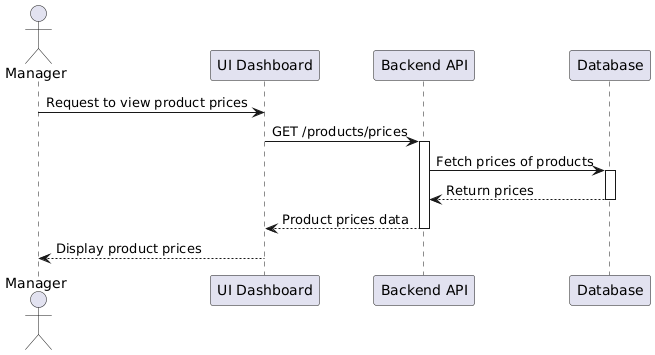 Manager
UI Dashboard
Backend API
Database
Request to view product prices
GET /products/prices
Fetch prices of products
Return prices
Product prices data
Display product prices
Manager
UI Dashboard
Backend API
Database